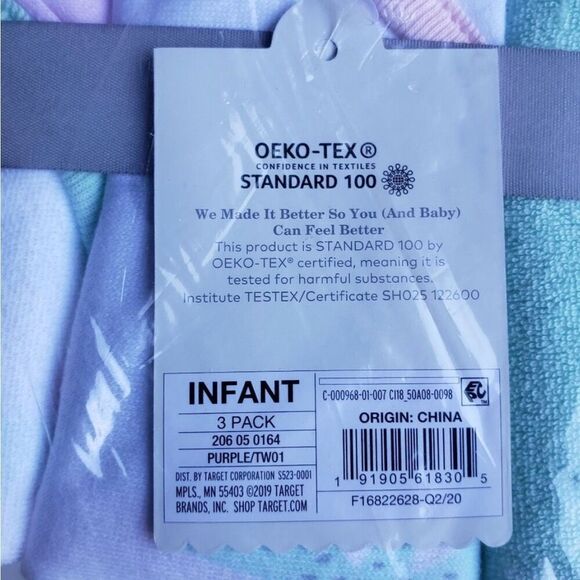 OEKO-TEX®
CONFIDENCE IN TEXTILES
STANDARD 100
We Made It Better So You (And Baby)
Can Feel Better
This product is STANDARD 100 by
OEKO-TEX® certified, meaning it is
tested for harmful substances.
Institute TESTEX/Certificate SH025 122600
INFANT
3 PACK
206 05 0164
PURPLE/TW01
DIST. BY TARGET CORPORATION S523-0001
MPLS., MN 55403 ©2019 TARGET
BRANDS, INC. SHOP TARGET.COM
C-000968-01-007 CI18_50A08-0098
ORIGIN: CHINA
1 91905 61830 5
F16822628-Q2/20